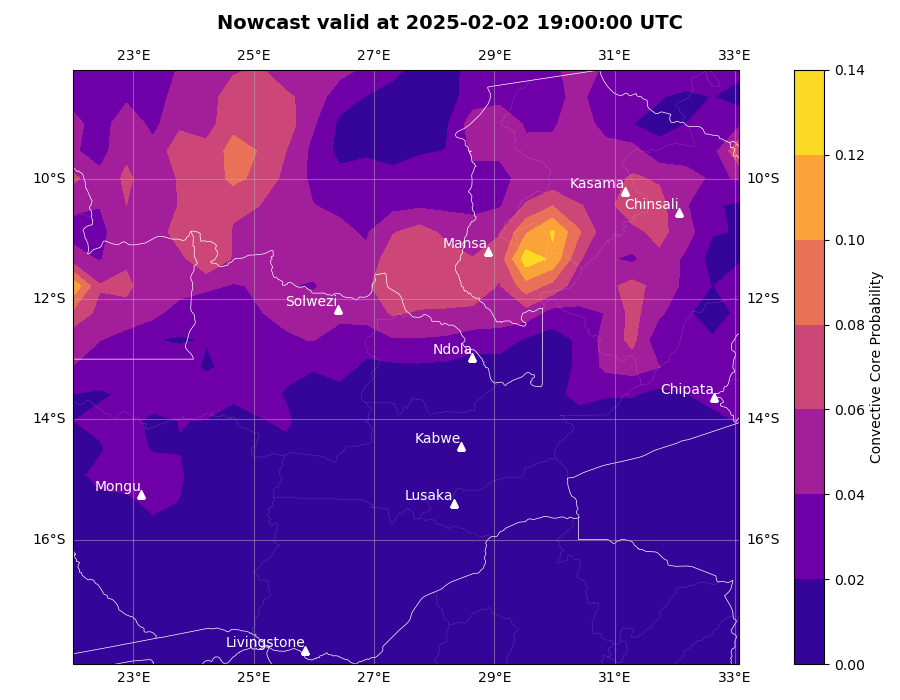 Nowcast valid at 2025-02-02 19:00:00 UTC
23°E 25°E 27°E 29°E 31°E 33°E
0.14
0.12
10°S 10°S
Kasama
Chinsali
Mansa
0.10
12°S 12°S
Solwezi
0.08
Ndola
Chipata
0.06
14°S 14°S
Kabwe
Mongu
Lusaka
0.04
16°S 16°S
0.02
Livingstone
0.00
23°E 25°E 27°E 29°E 31°E 33°E
Convective Core Probability